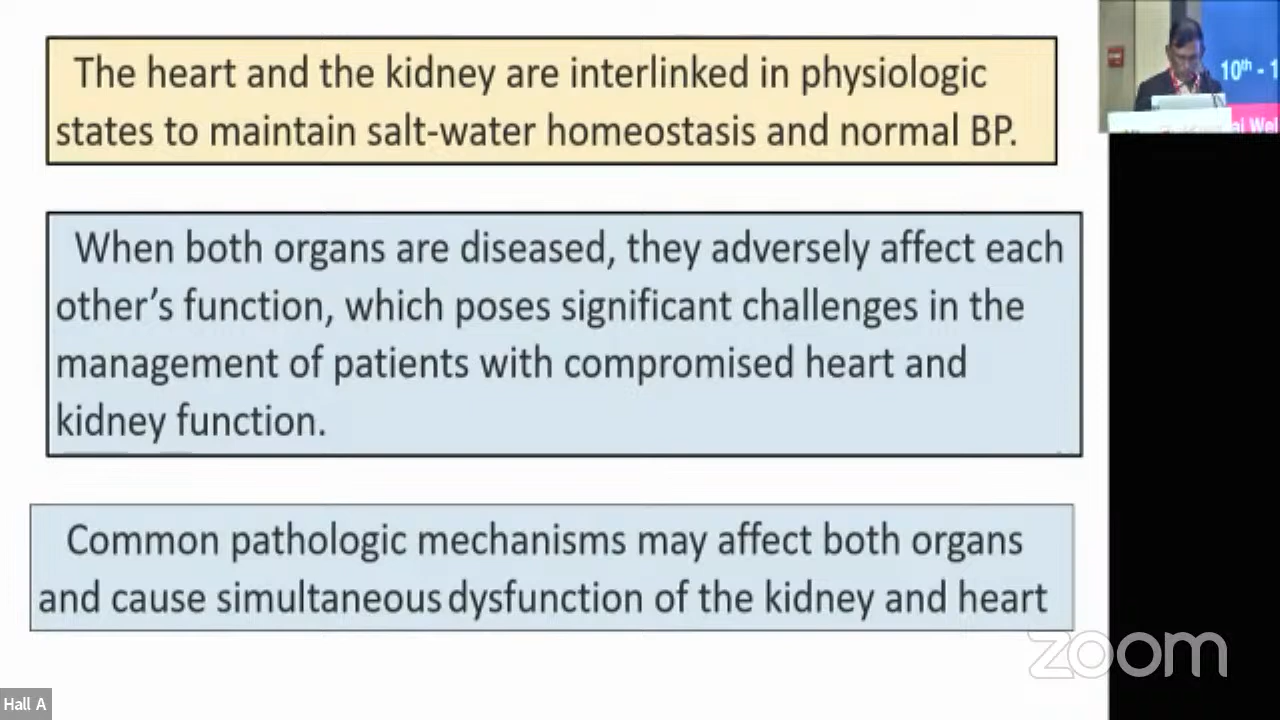 The heart and the kidney are interlinked in physiologic
states to maintain salt-water homeostasis and normal BP.
When both organs are diseased, they adversely affect each
other's function, which poses significant challenges in the
management of patients with compromised heart and
kidney function.
Common pathologic mechanisms may affect both organs
and cause simultaneous dysfunction of the kidney and heart
10th - 1
Wel
zoom
Hall A